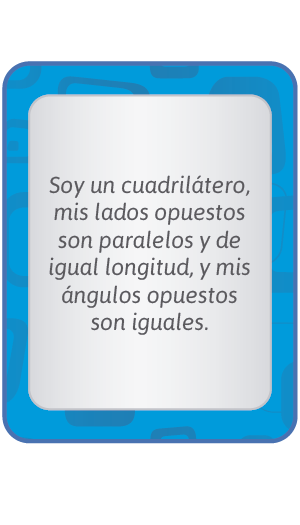 Soy un cuadrilátero,
mis lados opuestos
son paralelos y de
igual longitud, y mis
ángulos opuestos
son iguales.